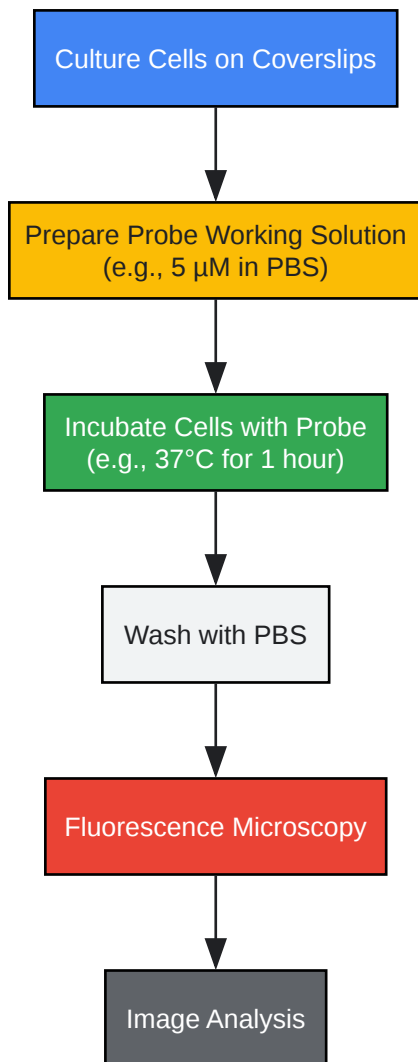 Culture Cells on Coverslips
Prepare Probe Working Solution
(e.g., 5 µM in PBS)
Incubate Cells with Probe
(e.g., 37°C for 1 hour)
Wash with PBS
Fluorescence Microscopy
Image Analysis